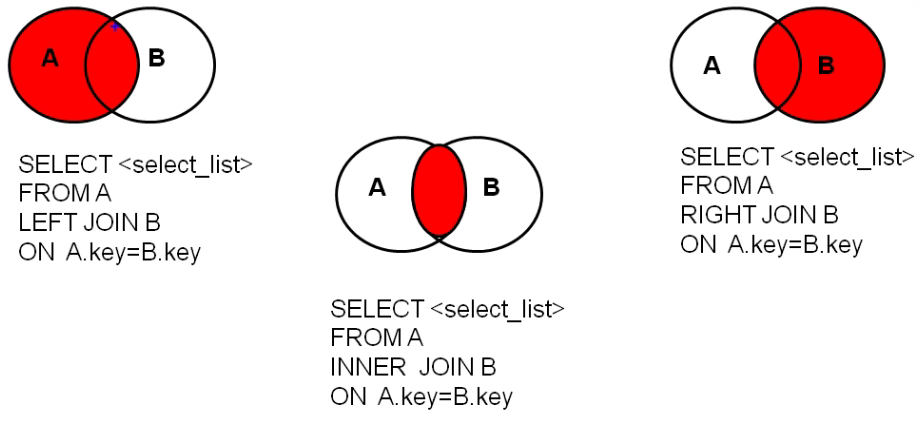 A B
SELECT <select_list>
FROM A
LEFT JOIN B
ON A.key=B.key
A B
SELECT <select_list>
FROM A
INNER JOIN B
ON A.key=B.key
A B
SELECT <select_list>
FROM A
RIGHT JOIN B
ON A.key=B.key